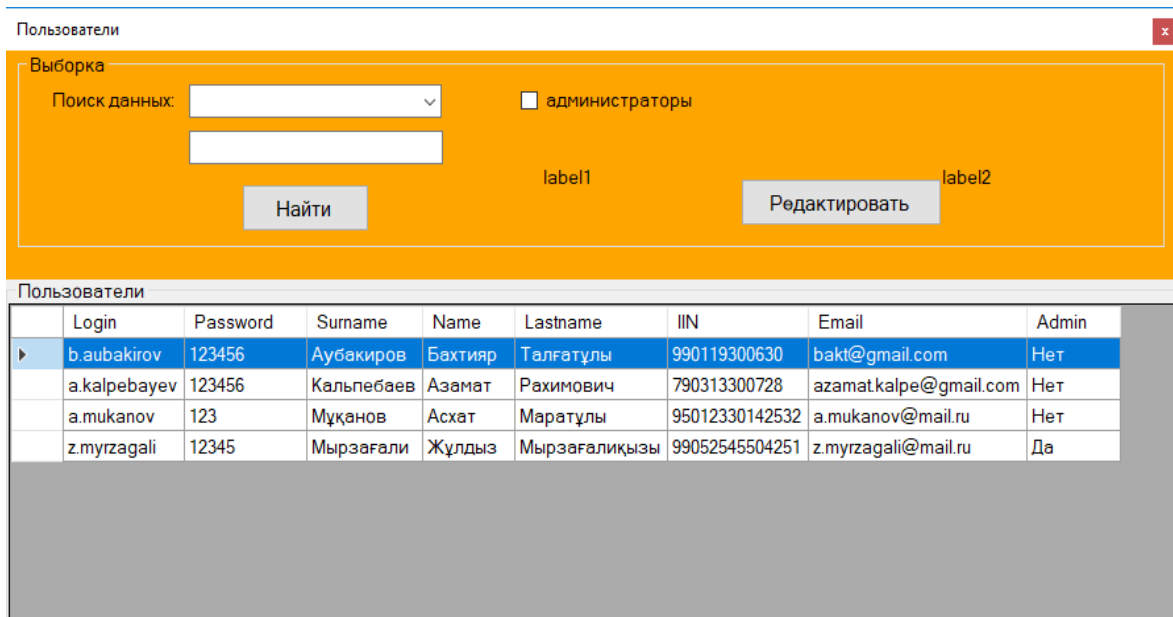 Пользователи x
Выборка
Поиск данных: администраторы
label1 label2
Найти Редактировать
Пользователи
Login Password Surname Name Lastname IIN Email Admin
b.aubakirov 123456 Аубакиров Бахтияр Талғатұлы 990119300630 bakt@gmail.com Нет
a.kalpebayev 123456 Кальпебаев Азамат Рахимович 790313300728 azamat.kalpe@gmail.com Нет
a.mukanov 123 Мұқанов Асхат Маратұлы 95012330142532 a.mukanov@mail.ru Нет
z.myrzagali 12345 Мырзағали Жұлдыз Мырзағалиқызы 99052545504251 z.myrzagali@mail.ru Да